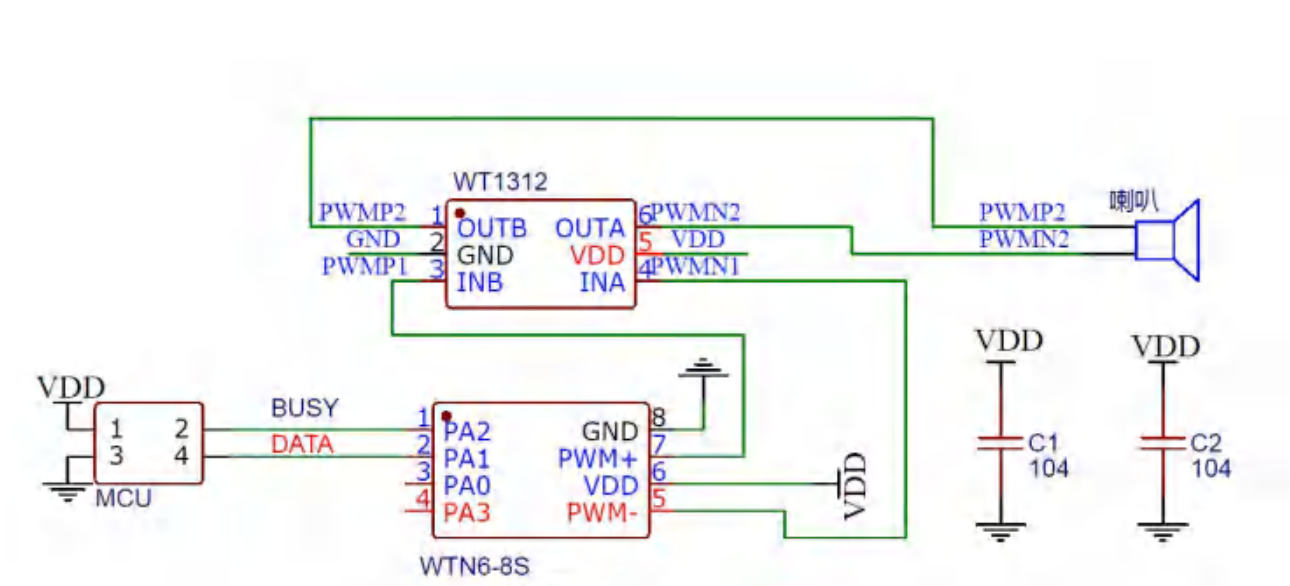 WT1312
PWMP2 1 OUTB OUTA 6 PWMN2
GND 2 GND VDD 5 VDD
PWMP1 3 INB INA 4 PWMN1
PWMP2 喇叭
PWMN2
VDD
C1
104
VDD
C2
104
VDD
1 2 BUSY
3 4 DATA
MCU
1 PA2 GND 8
2 PA1 PWM+ 7
3 PA0 VDD 6 VDD
4 PA3 PWM- 5
WTN6-8S